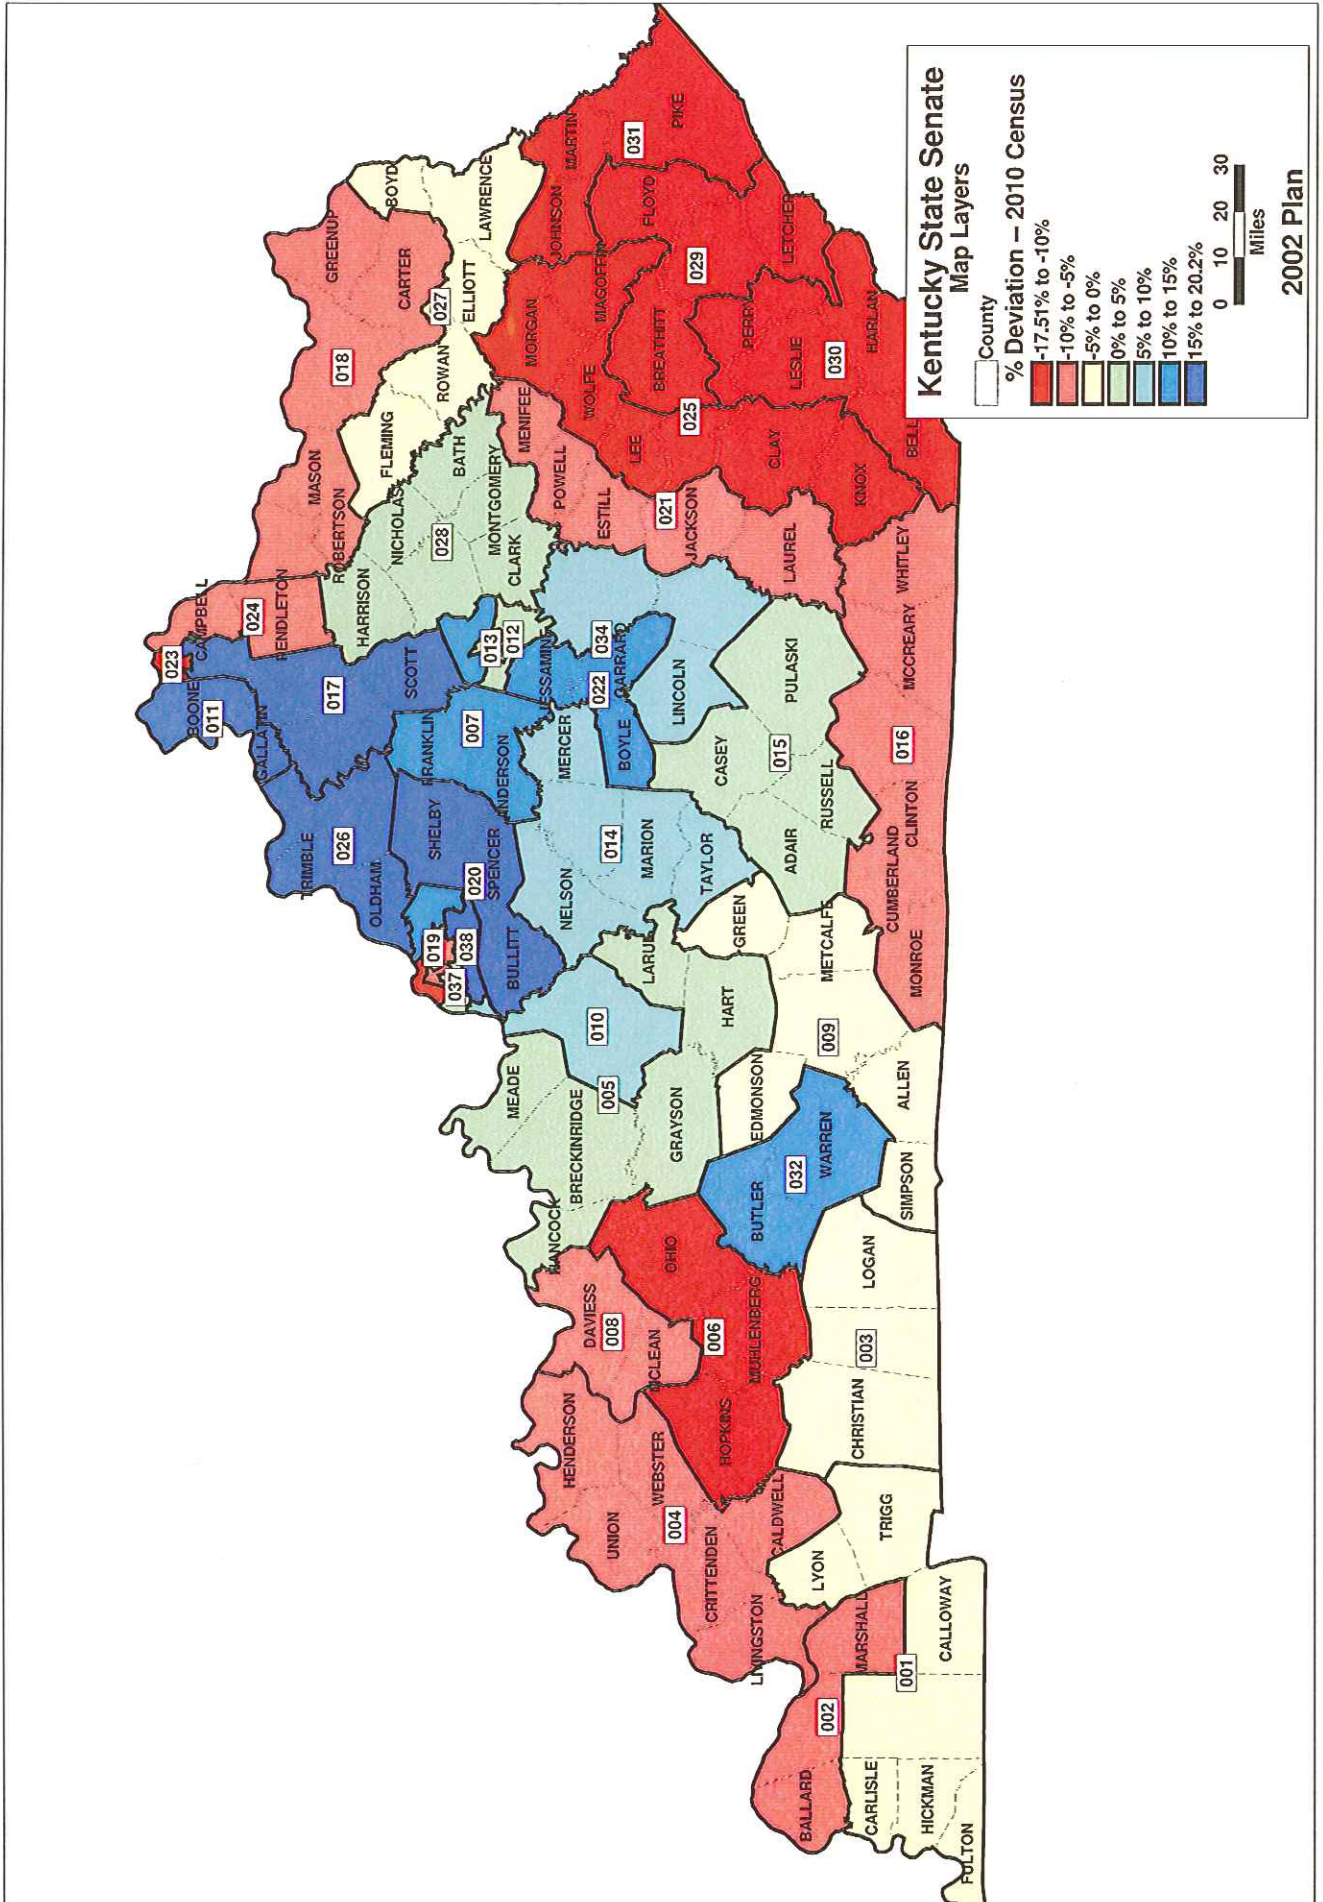 Kentucky State Senate
Map Layers
County
% Deviation – 2010 Census
-17.51% to -10%
-10% to -5%
-5% to 0%
0% to 5%
5% to 10%
10% to 15%
15% to 20.2%
0 10 20 30
Miles
2002 Plan
BOONE
011
023
CAMPBELL
024
PENDLETON
GALLATIN
017
SCOTT
TRIMBLE
026
OLDHAM
ROBERTSON
MASON
018
GREENUP
CARTER
BOYD
027
FLEMING
ROWAN
ELLIOTT
LAWRENCE
HARRISON
NICHOLAS
028
BATH
MONTGOMERY
CLARK
FRANKLIN
007
ANDERSON
SHELBY
SPENCER
020
019
038
037
BULLITT
013
012
JESSAMINE
034
022
GARRARD
MERCER
BOYLE
LINCOLN
MENIFEE
POWELL
ESTILL
021
JACKSON
LAUREL
MORGAN
MAGOFFIN
WOLFE
LEE
BREATHITT
025
JOHNSON
MARTIN
031
PIKE
FLOYD
029
LETCHER
PERRY
LESLIE
030
HARLAN
CLAY
KNOX
BELL
NELSON
014
MARION
TAYLOR
CASEY
015
PULASKI
ADAIR
RUSSELL
WHITLEY
MCCREARY
016
CLINTON
CUMBERLAND
MONROE
MEADE
BRECKINRIDGE
005
010
HANCOCK
GRAYSON
HART
GREEN
METCALFE
009
EDMONSON
ALLEN
SIMPSON
BUTLER
032
WARREN
DAVIESS
008
MCLEAN
OHIO
006
MUHLENBERG
HOPKINS
LOGAN
003
CHRISTIAN
HENDERSON
UNION
WEBSTER
004
CRITTENDEN
CALDWELL
LIVINGSTON
LYON
TRIGG
MARSHALL
002
001
CALLOWAY
BALLARD
CARLISLE
HICKMAN
FULTON